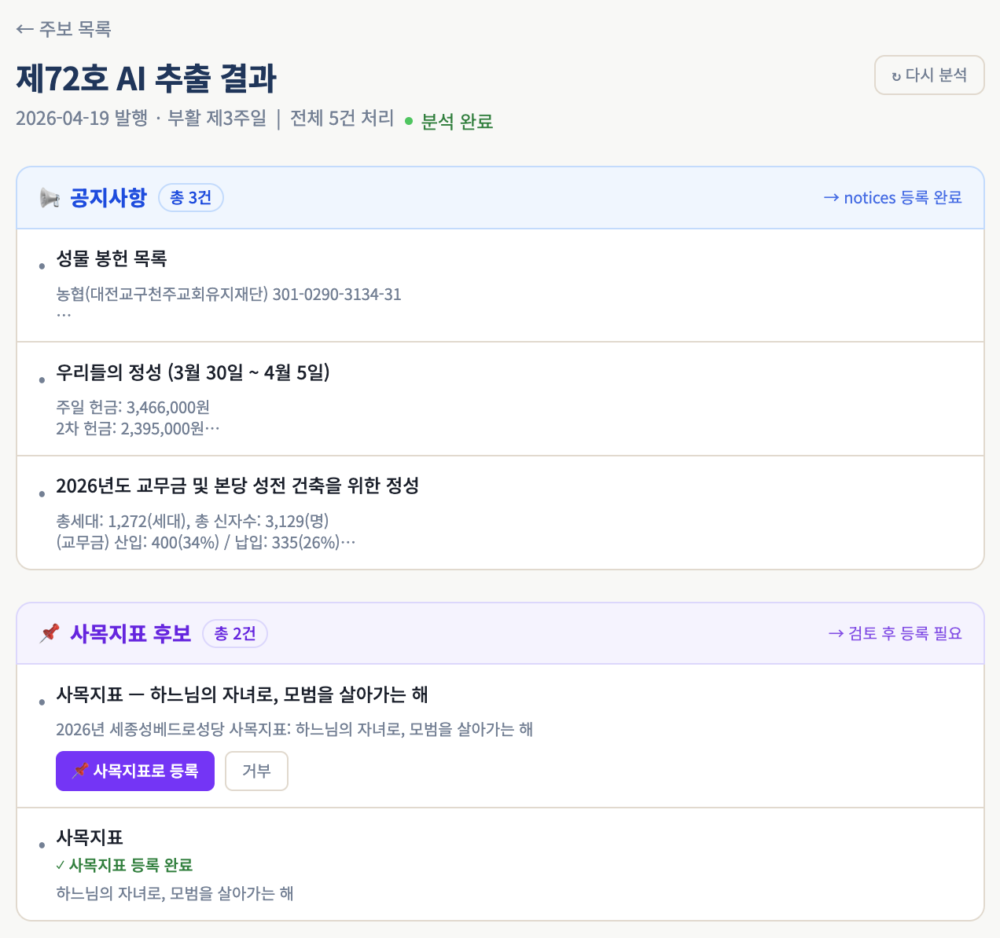 ← 주보 목록
제72호 AI 추출 결과
↻ 다시 분석
2026-04-19 발행 · 부활 제3주일 | 전체 5건 처리 ● 분석 완료
📢 공지사항 총 3건 → notices 등록 완료
• 성물 봉헌 목록
농협(대전교구천주교회유지재단) 301-0290-3134-31
…
• 우리들의 정성 (3월 30일 ~ 4월 5일)
주일 헌금: 3,466,000원
2차 헌금: 2,395,000원…
• 2026년도 교무금 및 본당 성전 건축을 위한 정성
총세대: 1,272(세대), 총 신자수: 3,129(명)
(교무금) 산입: 400(34%) / 납입: 335(26%)…
📌 사목지표 후보 총 2건 → 검토 후 등록 필요
• 사목지표 — 하느님의 자녀로, 모범을 살아가는 해
2026년 세종성베드로성당 사목지표: 하느님의 자녀로, 모범을 살아가는 해
📌 사목지표로 등록 거부
• 사목지표
✓ 사목지표 등록 완료
하느님의 자녀로, 모범을 살아가는 해